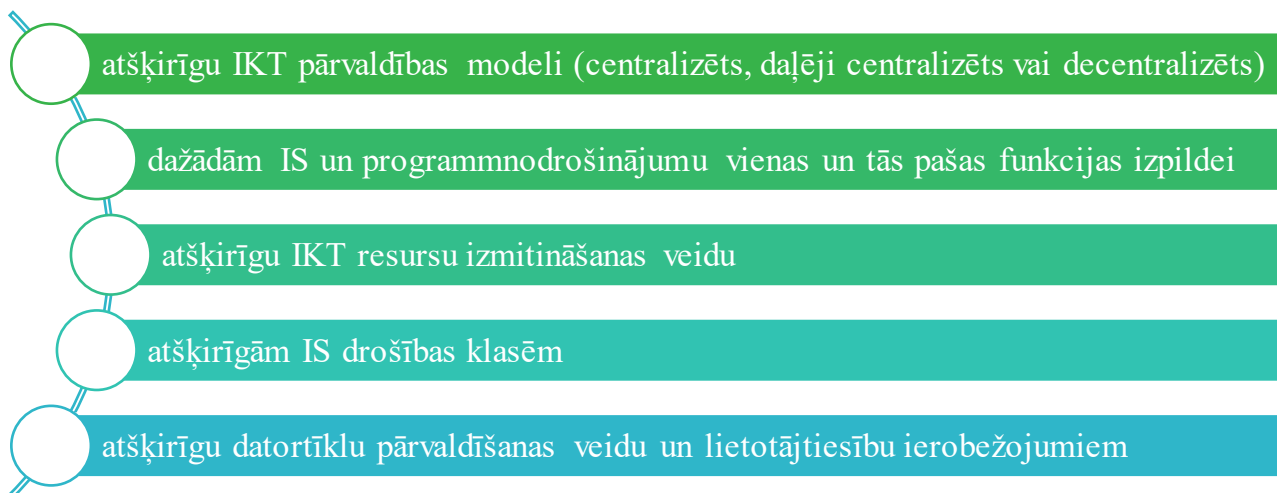 atšķirīgu IKT pārvaldības modeli (centralizēts, daļēji centralizēts vai decentralizēts)
dažādām IS un programmnodrošinājumu vienas un tās pašas funkcijas izpildei
atšķirīgu IKT resursu izmitināšanas veidu
atšķirīgām IS drošības klasēm
atšķirīgu datortīklu pārvaldīšanas veidu un lietotājtiesību ierobežojumiem